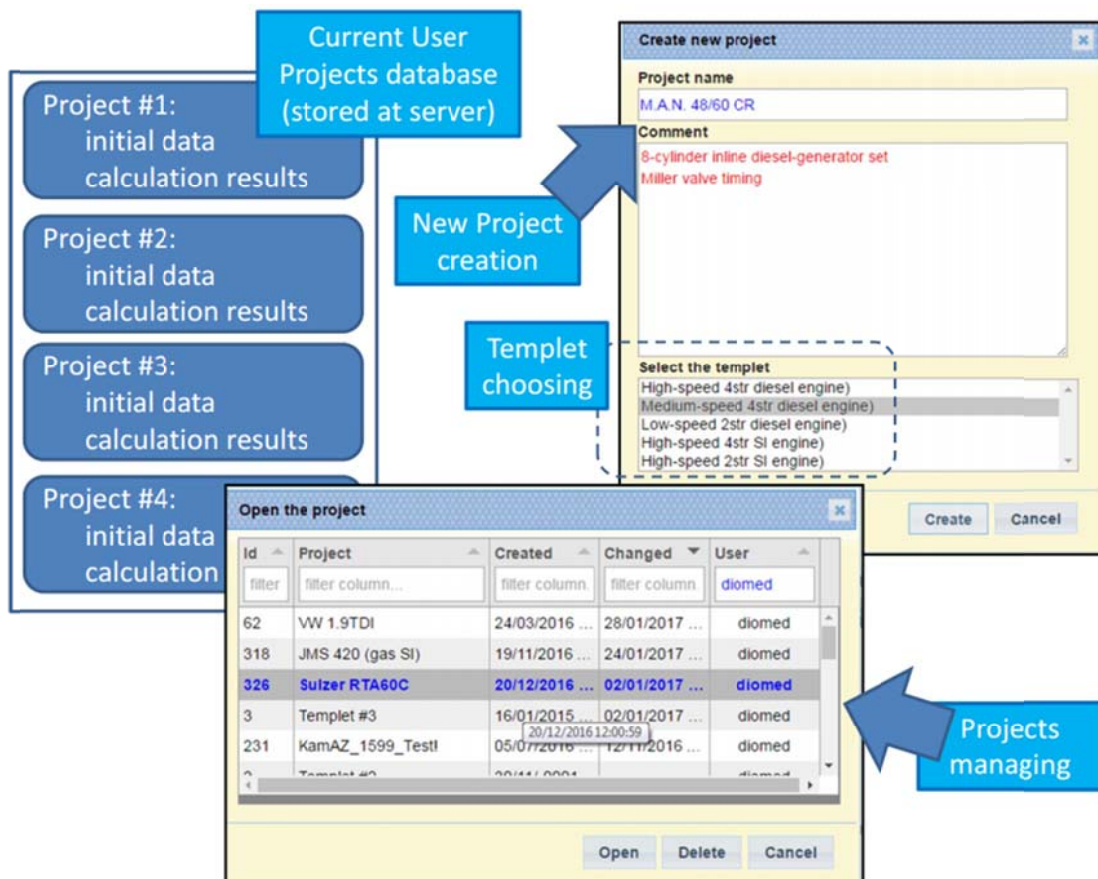 Current User
Projects database
(stored at server)
Project #1:
initial data
calculation results
Project #2:
initial data
calculation results
Project #3:
initial data
calculation results
Project #4:
initial data
calculation
New Project
creation
Templet
choosing
Create new project
Project name
M.A.N. 48/60 CR
Comment
8-cylinder inline diesel-generator set
Miller valve timing
Select the templet
High-speed 4str diesel engine)
Medium-speed 4str diesel engine)
Low-speed 2str diesel engine)
High-speed 4str SI engine)
High-speed 2str SI engine)
Create Cancel
Open the project
Id Project Created Changed User
filter filter column... filter column. filter column. diomed
62 VW 1.9TDI 24/03/2016 ... 28/01/2017 ... diomed
318 JMS 420 (gas SI) 19/11/2016 ... 24/01/2017 ... diomed
326 Sulzer RTA60C 20/12/2016 ... 02/01/2017 ... diomed
3 Templet #3 16/01/2015 ... 02/01/2017 ... diomed
20/12/2016 12:00:59
231 KamAZ_1599_Test! 05/07/2016 ... 12/11/2016 ... diomed
Templet diomed
Open Delete Cancel
Projects
managing